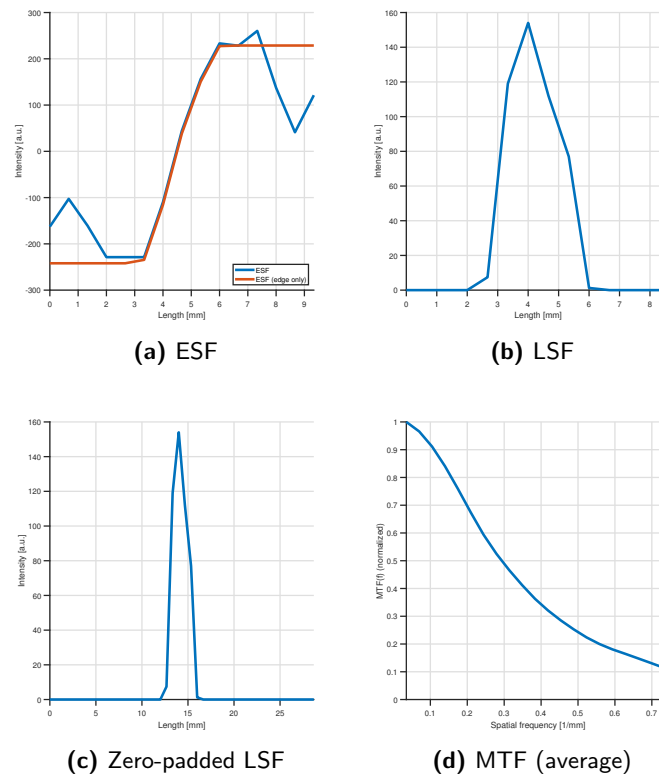 300
200
100
0
-100
-200
-300
Intensity [a.u.]
0 1 2 3 4 5 6 7 8 9
Length [mm]
ESF
ESF (edge only)
(a) ESF
160
140
120
100
80
60
40
20
0
Intensity [a.u.]
0 1 2 3 4 5 6 7 8
Length [mm]
(b) LSF
160
140
120
100
80
60
40
20
0
Intensity [a.u.]
0 5 10 15 20 25
Length [mm]
(c) Zero-padded LSF
1
0.9
0.8
0.7
0.6
0.5
0.4
0.3
0.2
0.1
0
MTF(f) (normalized)
0.1 0.2 0.3 0.4 0.5 0.6 0.7
Spatial frequency [1/mm]
(d) MTF (average)